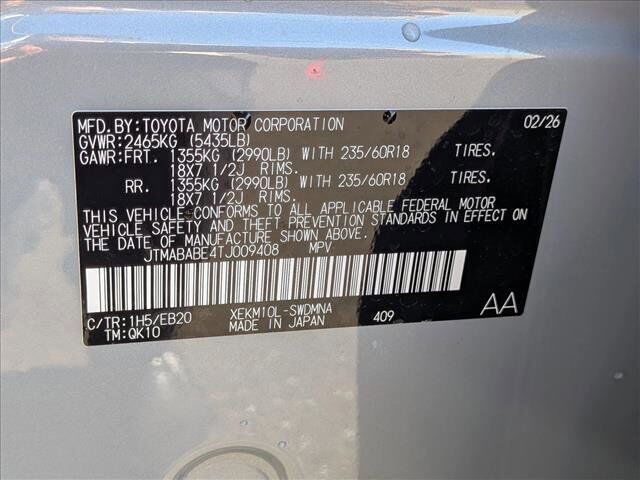 MFD.BY:TOYOTA MOTOR CORPORATION 02/26
GVWR:2465KG (5435LB)
GAWR:FRT. 1355KG (2990LB) WITH 235/60R18 TIRES.
18X7 1/2J RIMS.
RR. 1355KG (2990LB) WITH 235/60R18 TIRES.
18X7 1/2J RIMS.
THIS VEHICLE CONFORMS TO ALL APPLICABLE FEDERAL MOTOR
VEHICLE SAFETY AND THEFT PREVENTION STANDARDS IN EFFECT ON
THE DATE OF MANUFACTURE SHOWN ABOVE.
JTMABABE4TJ009408 MPV
C/TR:1H5/EB20 XEKM10L-SWDMNA 409 AA
TM:QK10 MADE IN JAPAN